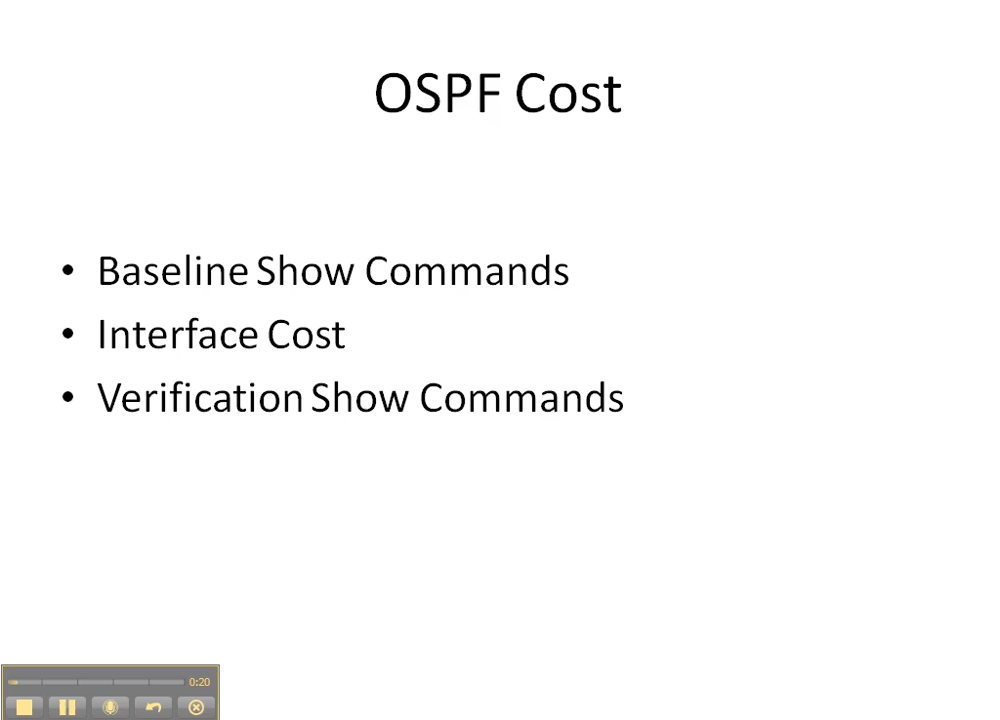 OSPF Cost
• Baseline Show Commands
• Interface Cost
• Verification Show Commands
0:20